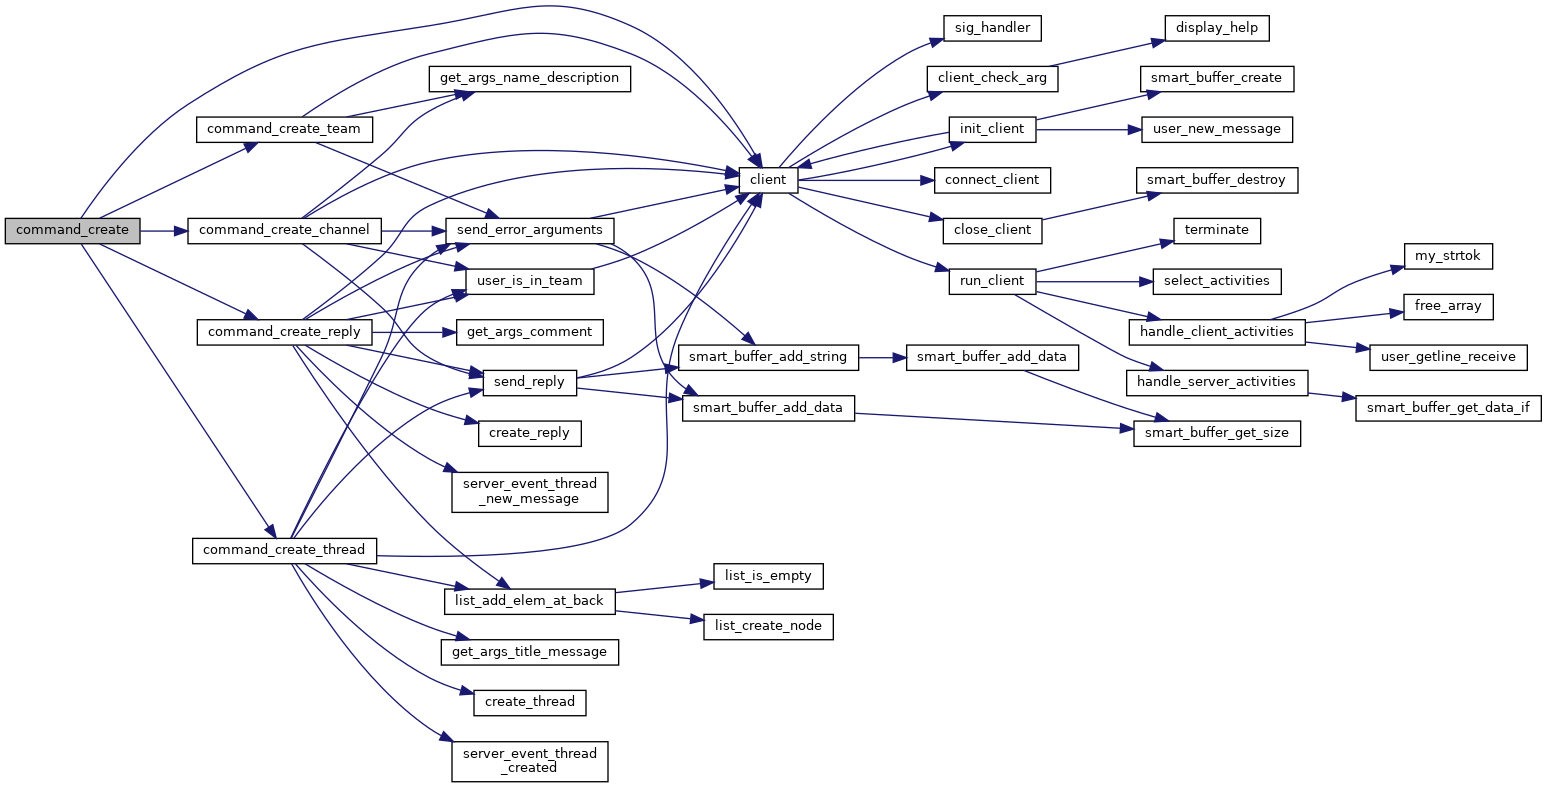 command_create
command_create_team
command_create_channel
command_create_reply
command_create_thread
get_args_name_description
send_error_arguments
user_is_in_team
get_args_comment
send_reply
create_reply
server_event_thread
_new_message
list_add_elem_at_back
get_args_title_message
create_thread
server_event_thread
_created
client
smart_buffer_add_string
smart_buffer_add_data
list_is_empty
list_create_node
sig_handler
client_check_arg
init_client
connect_client
close_client
run_client
smart_buffer_add_data
display_help
smart_buffer_create
user_new_message
smart_buffer_destroy
terminate
select_activities
handle_client_activities
handle_server_activities
smart_buffer_get_size
my_strtok
free_array
user_getline_receive
smart_buffer_get_data_if